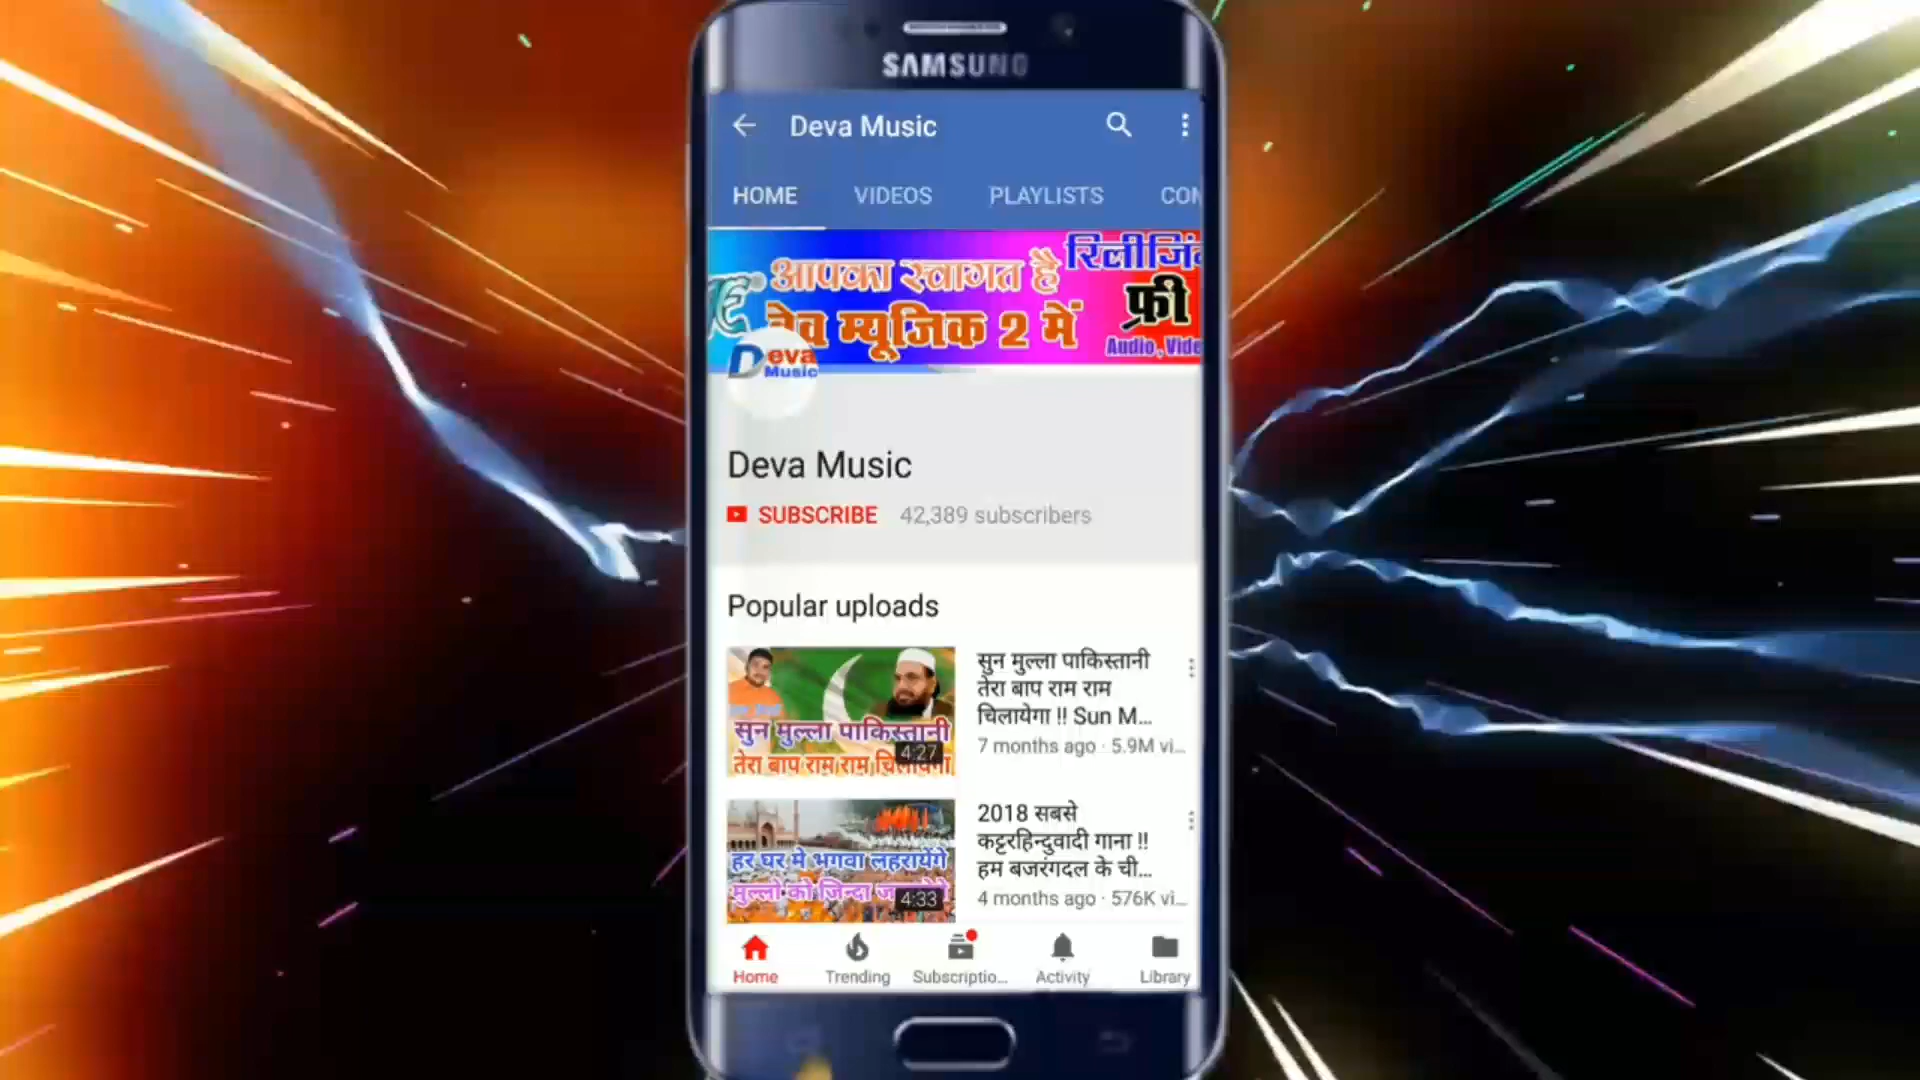 SAMSUNG
Deva Music
HOME VIDEOS PLAYLISTS CON
रिलीजिं
आपका स्वागत है
फ्री
म्यूजिक 2 में
Audio, Vide
Deva
Music
Deva Music
SUBSCRIBE 42,389 subscribers
Popular uploads
सुन मुल्ला पाकिस्तानी
तेरा बाप राम राम
चिलायेगा !! Sun M...
7 months ago · 5.9M vi...
सुन मुल्ला पाकिस्तानी
4:27
तेरा बाप राम राम
2018 सबसे
कट्टरहिन्दुवादी गाना !!
हम बजरंगदल के ची...
4 months ago · 576K vi...
हर घर मे भगवा लहरायेंगे
मुल्लो को जिन्दा
4:33
Home Trending Subscriptio... Activity Library